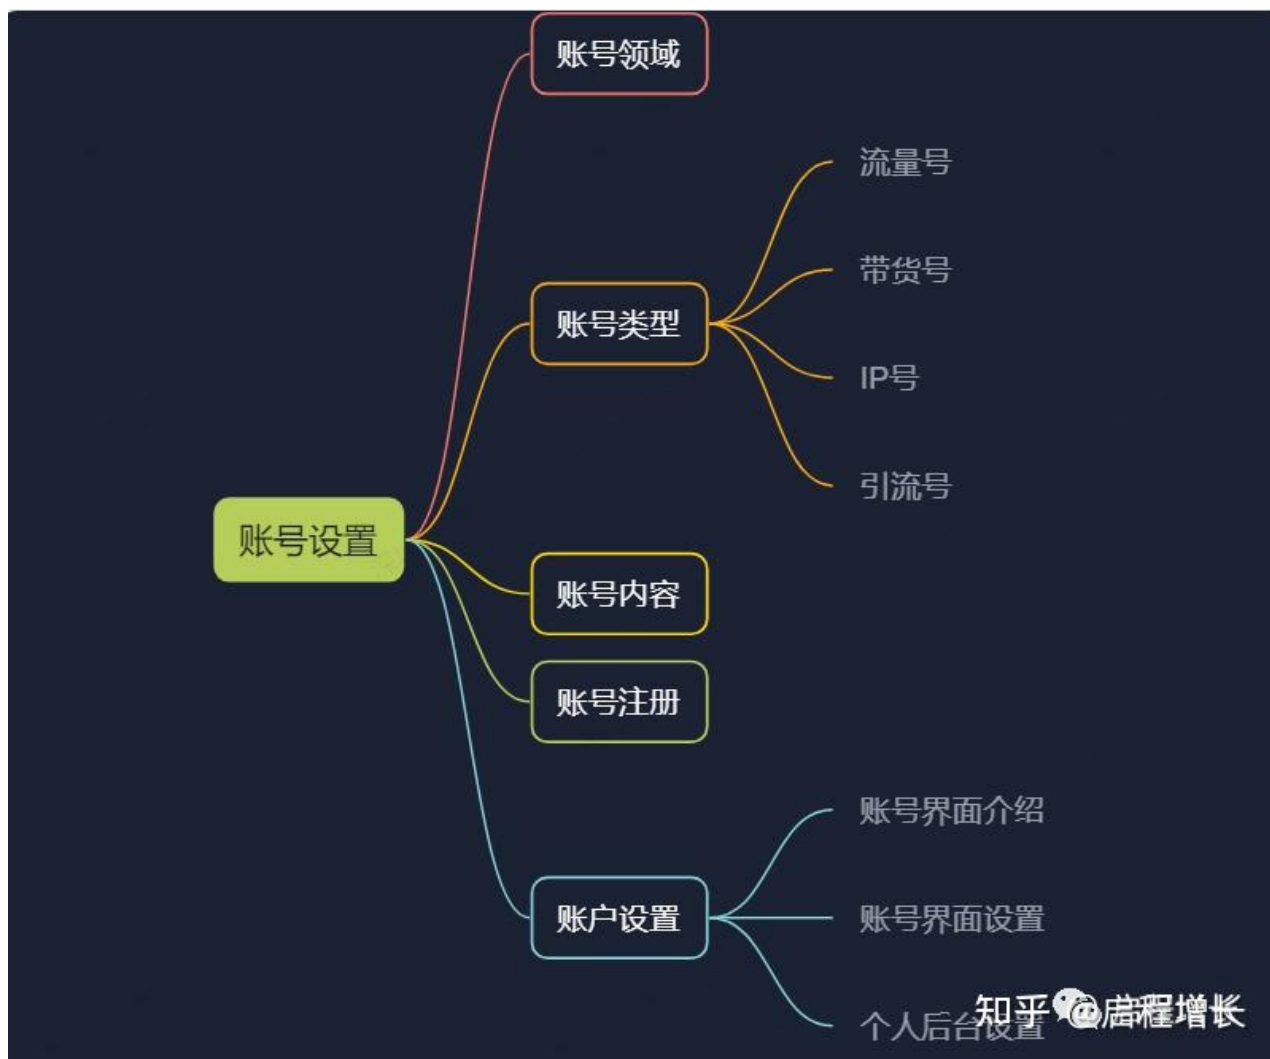 账号领域
流量号
带货号
账号类型
IP号
引流号
账号设置
账号内容
账号注册
账号界面介绍
账户设置
账号界面设置
个人后台设置
知乎 @启程增长